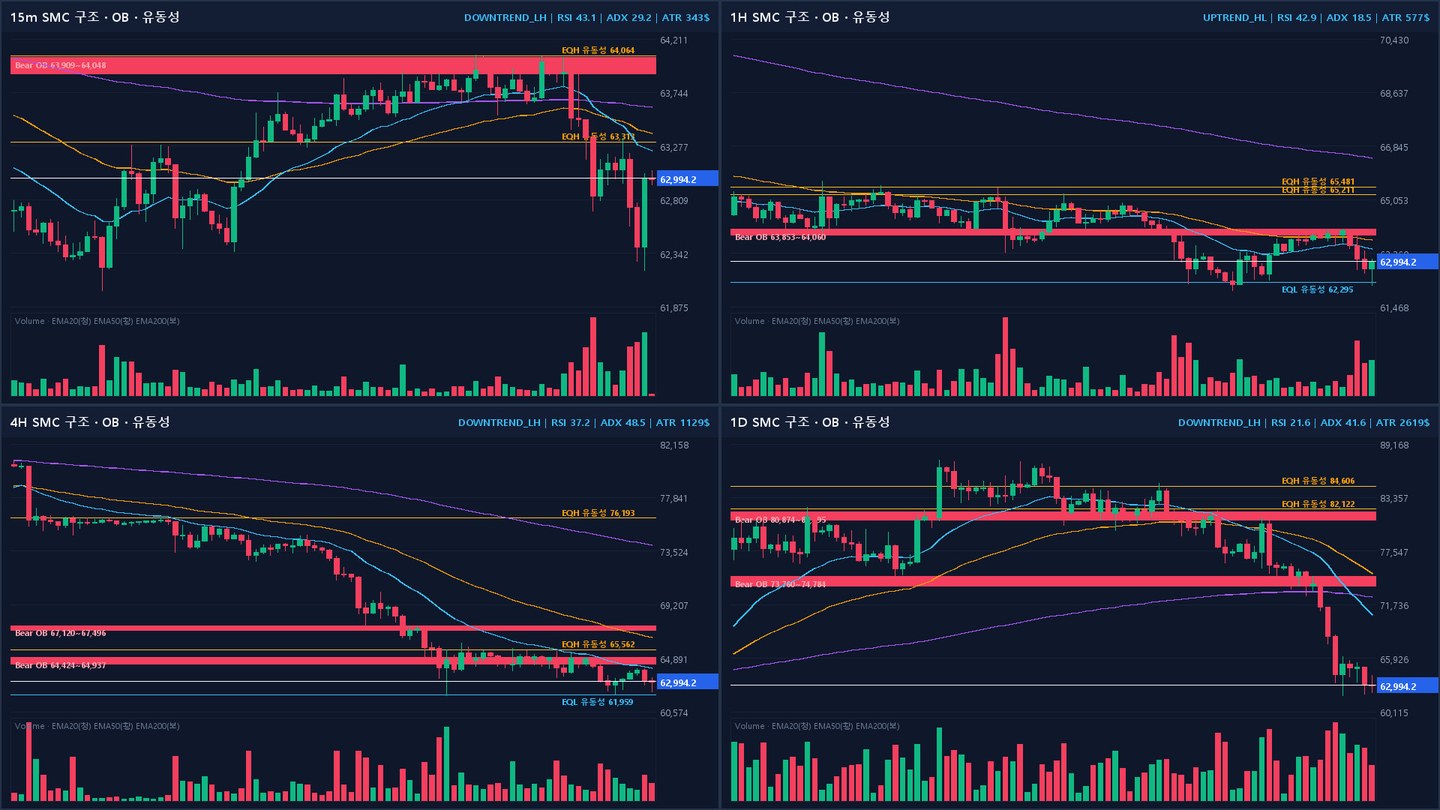 15m SMC 구조 · OB · 유동성
DOWNTREND_LH | RSI 43.1 | ADX 29.2 | ATR 343$
64,211
EQH 유동성 64,064
Bear OB 63,909~64,048
63,744
EQH 유동성 63,313
63,277
62,994.2
62,809
62,342
61,875
Volume · EMA20(청) EMA50(황) EMA200(보)
1H SMC 구조 · OB · 유동성
UPTREND_HL | RSI 42.9 | ADX 18.5 | ATR 577$
70,430
68,637
66,845
EQH 유동성 65,481
EQH 유동성 65,211
65,053
Bear OB 63,853~64,060
62,994.2
EQL 유동성 62,295
61,468
Volume · EMA20(청) EMA50(황) EMA200(보)
4H SMC 구조 · OB · 유동성
DOWNTREND_LH | RSI 37.2 | ADX 48.5 | ATR 1129$
82,158
77,841
EQH 유동성 76,193
73,524
69,207
Bear OB 67,120~67,496
EQH 유동성 65,562
64,891
Bear OB 64,424~64,937
62,994.2
EQL 유동성 61,959
60,574
Volume · EMA20(청) EMA50(황) EMA200(보)
1D SMC 구조 · OB · 유동성
DOWNTREND_LH | RSI 21.6 | ADX 41.6 | ATR 2619$
89,168
EQH 유동성 84,606
83,357
EQH 유동성 82,122
Bear OB
77,547
Bear OB 73,760~74,784
71,736
65,926
62,994.2
60,115
Volume · EMA20(청) EMA50(황) EMA200(보)